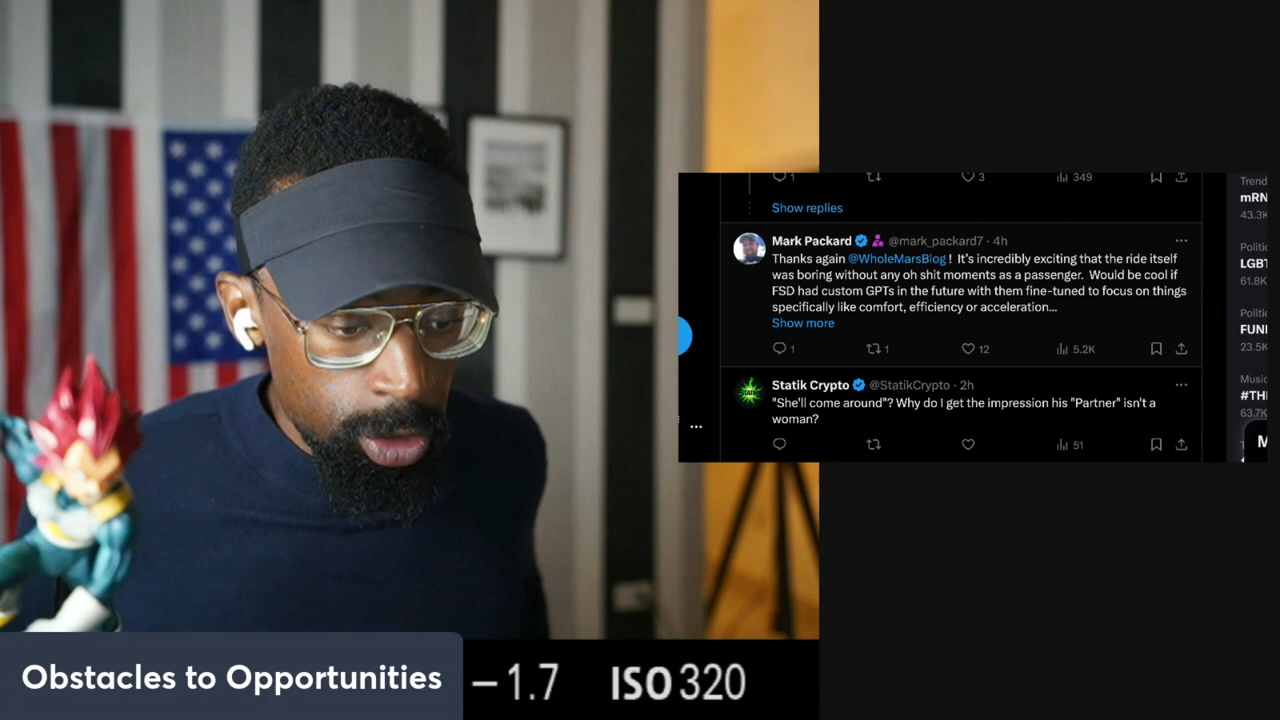 1 3 349
Show replies
Mark Packard @mark_packard7 · 4h
Thanks again @WholeMarsBlog ! It's incredibly exciting that the ride itself
was boring without any oh shit moments as a passenger. Would be cool if
FSD had custom GPTs in the future with them fine-tuned to focus on things
specifically like comfort, efficiency or acceleration...
Show more
1 1 12 5.2K
Statik Crypto @StatikCrypto · 2h
"She'll come around"? Why do I get the impression his "Partner" isn't a
woman?
51
Trend
mRN
43.3K
Politic
LGBT
61.8K
Politic
FUNI
23.5K
Music
#THI
63.7K
M
Obstacles to Opportunities
−1.7 ISO 320